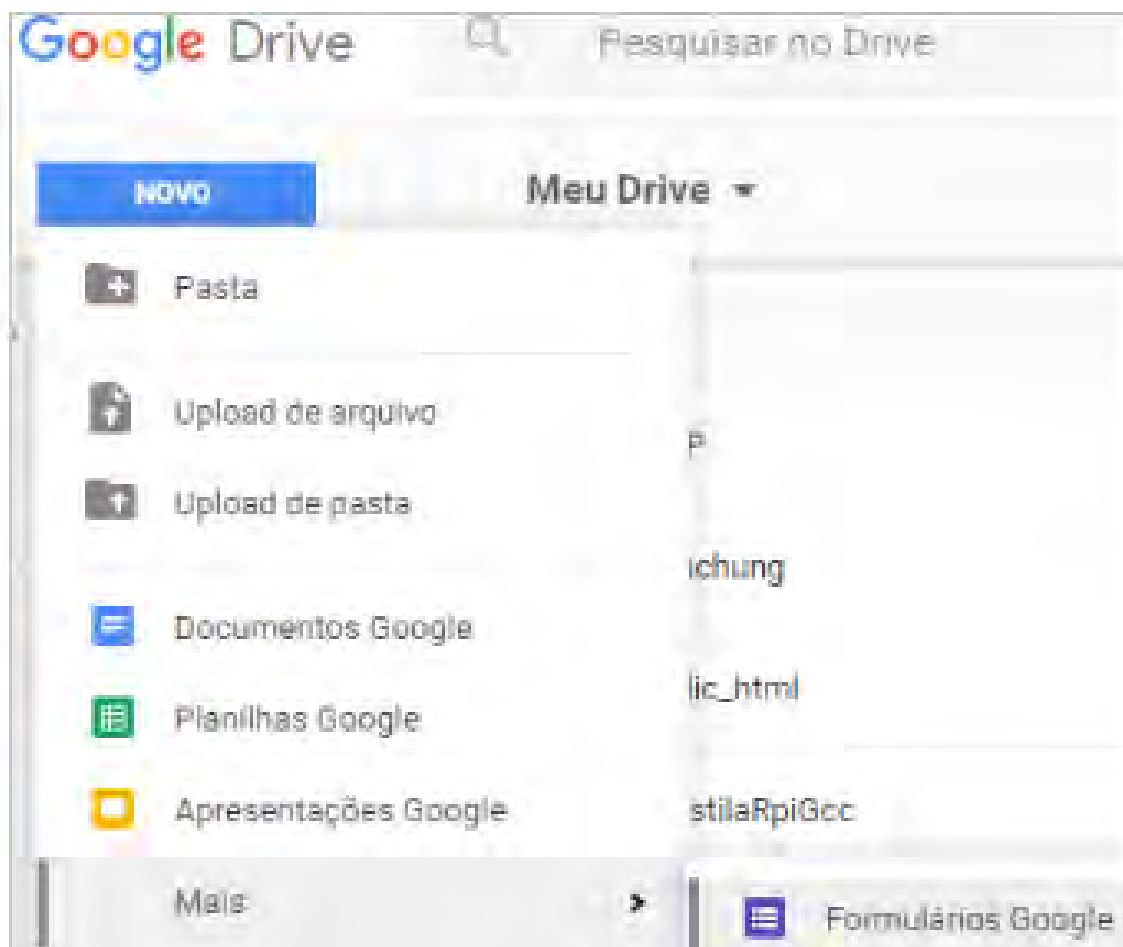 Google Drive
Pesquisar no Drive
NOVO
Meu Drive
Pasta
Upload de arquivo
P
Upload de pasta
ichung
Documentos Google
lic_html
Planilhas Google
Apresentações Google
stilaRpiGcc
Mais
Formulários Google